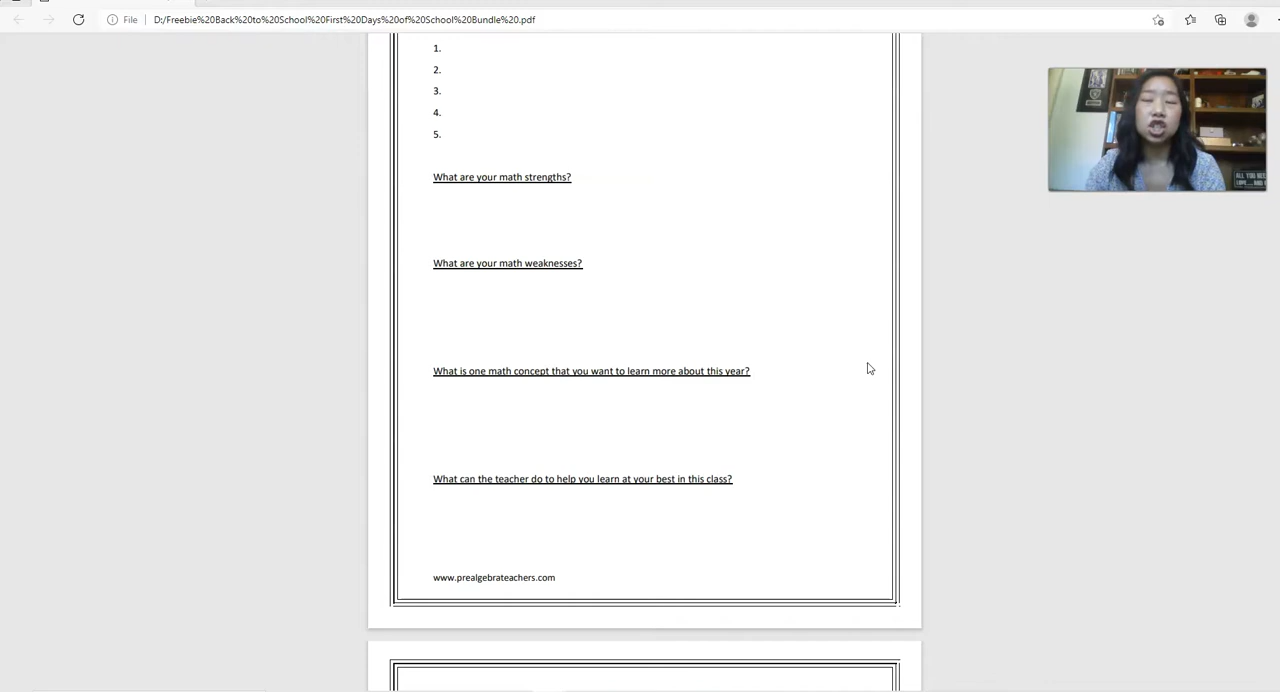 File D:/Freebie%20Back%20to%20School%20First%20Days%20of%20School%20Bundle%20.pdf
1.
2.
3.
4.
5.
What are your math strengths?
What are your math weaknesses?
What is one math concept that you want to learn more about this year?
What can the teacher do to help you learn at your best in this class?
www.prealgebrateachers.com
ALL YOU